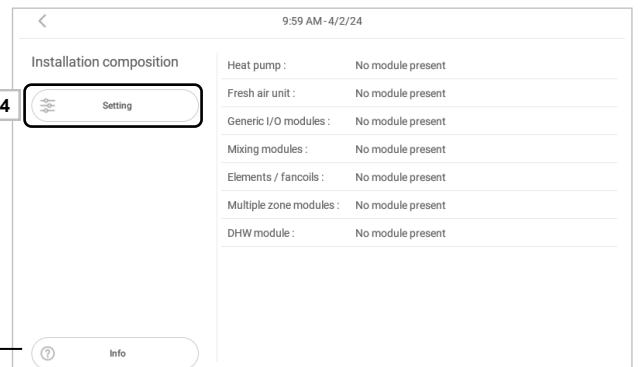 9:59 AM - 4/2/24
Installation composition
4
Setting
Heat pump : No module present
Fresh air unit : No module present
Generic I/O modules : No module present
Mixing modules : No module present
Elements / fancoils : No module present
Multiple zone modules : No module present
DHW module : No module present
Info